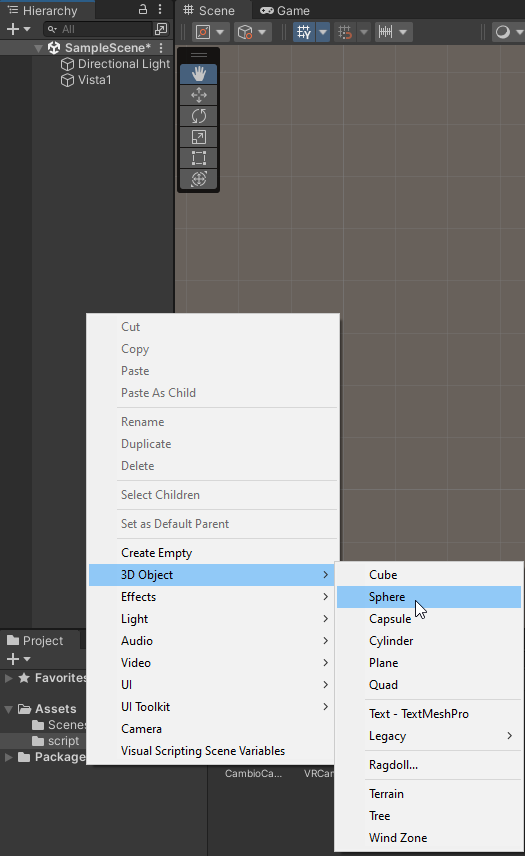 Hierarchy
Scene
Game
All
SampleScene*
Directional Light
Vista1
Cut
Copy
Paste
Paste As Child
Rename
Duplicate
Delete
Select Children
Set as Default Parent
Create Empty
3D Object
Effects
Light
Audio
Video
UI
UI Toolkit
Camera
Visual Scripting Scene Variables
Cube
Sphere
Capsule
Cylinder
Plane
Quad
Text - TextMeshPro
Legacy
Ragdoll...
Terrain
Tree
Wind Zone
Project
Favorites
Assets
Scenes
script
Package
CambioCa...
VRCam